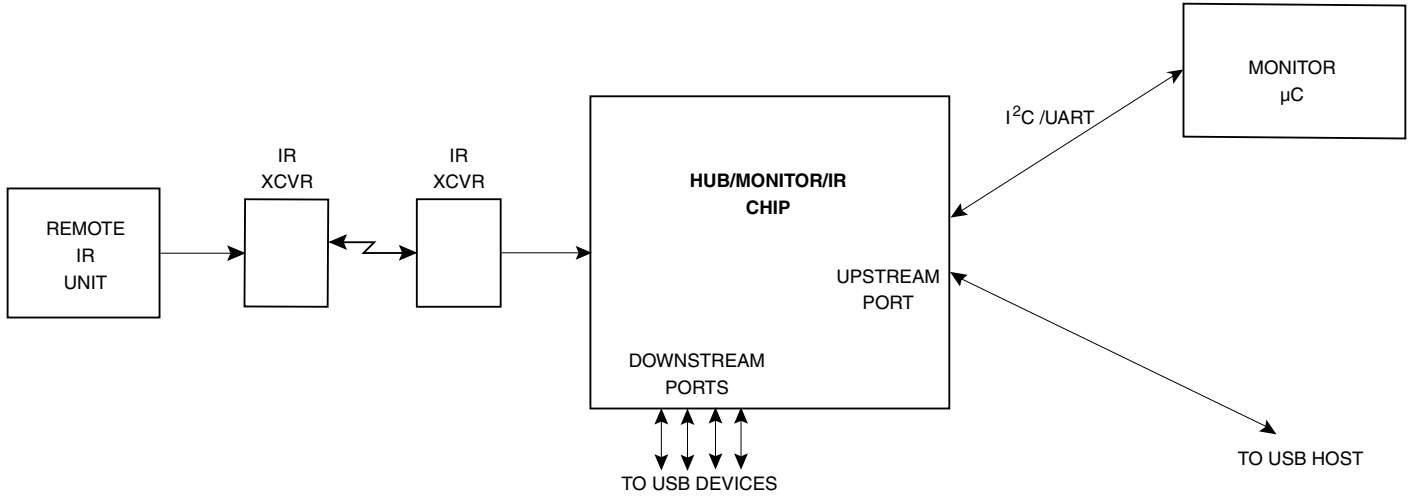 MONITOR
µC
I²C /UART
IR
XCVR
IR
XCVR
HUB/MONITOR/IR
CHIP
REMOTE
IR
UNIT
UPSTREAM
PORT
DOWNSTREAM
PORTS
TO USB HOST
TO USB DEVICES